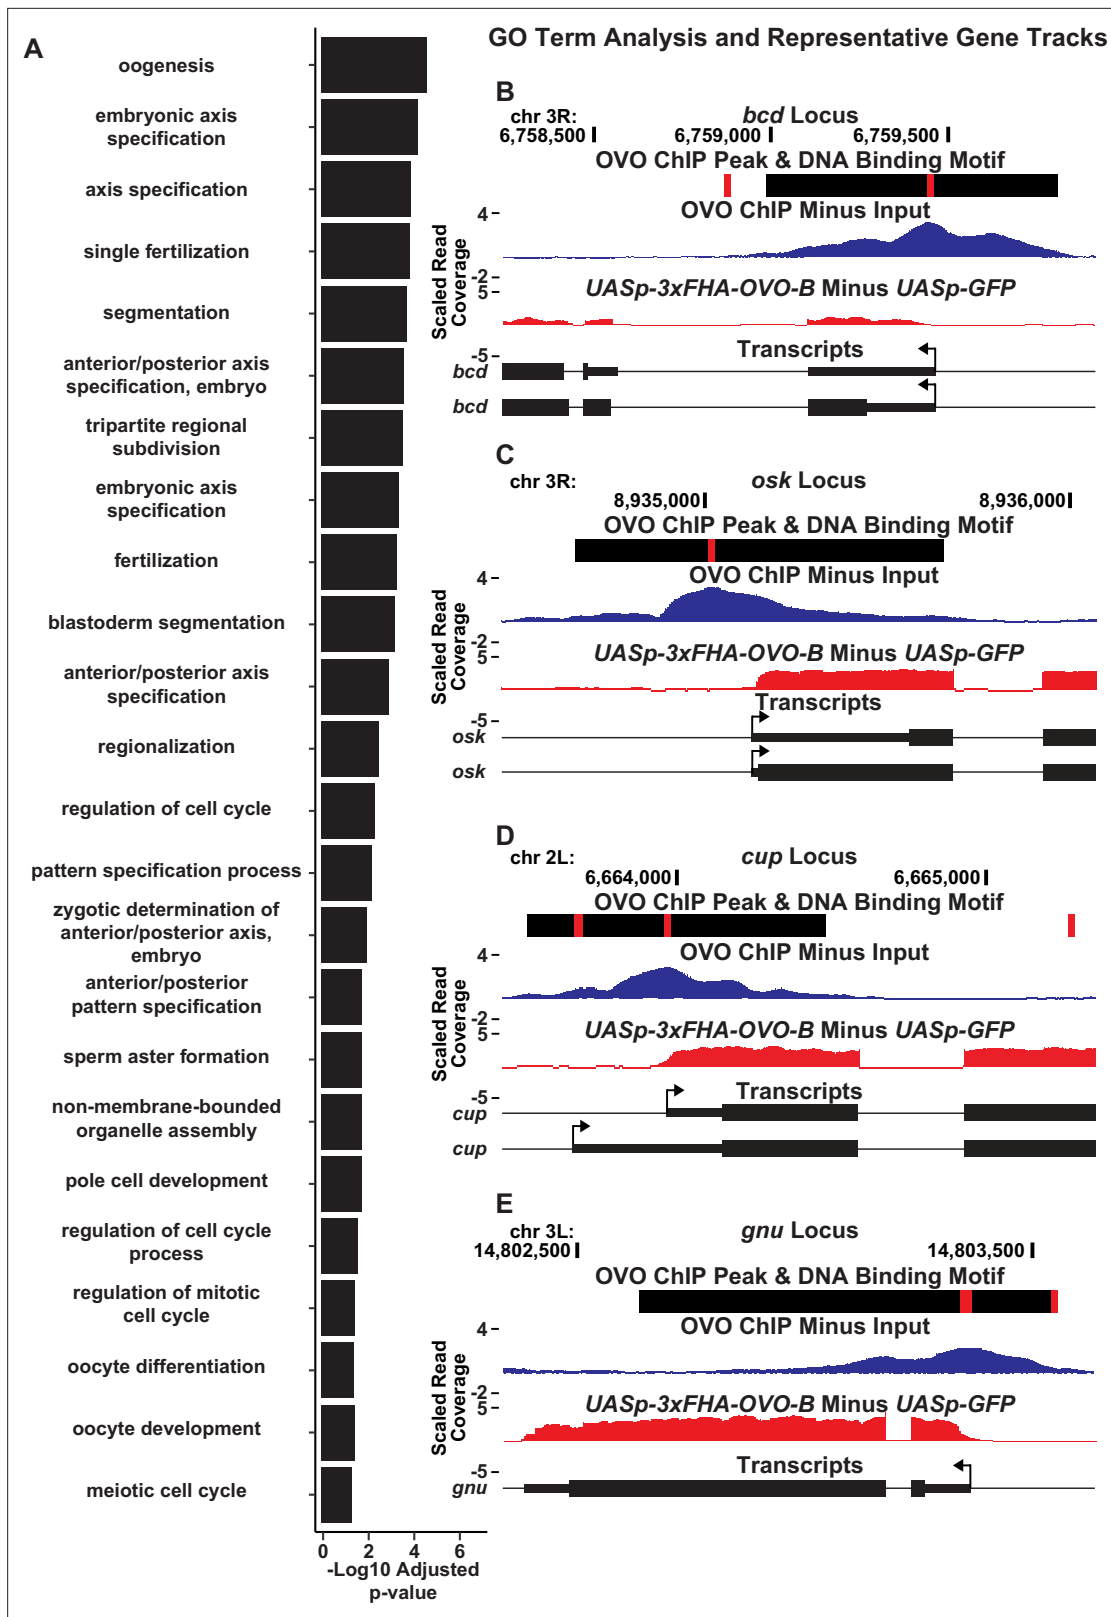 GO Term Analysis and Representative Gene Tracks
A
oogenesis
embryonic axis
specification
axis specification
single fertilization
segmentation
anterior/posterior axis
specification, embryo
tripartite regional
subdivision
embryonic axis
specification
fertilization
blastoderm segmentation
anterior/posterior axis
specification
regionalization
regulation of cell cycle
pattern specification process
zygotic determination of
anterior/posterior axis,
embryo
anterior/posterior
pattern specification
sperm aster formation
non-membrane-bounded
organelle assembly
pole cell development
regulation of cell cycle
process
regulation of mitotic
cell cycle
oocyte differentiation
oocyte development
meiotic cell cycle
0 2 4 6
-Log10 Adjusted
p-value
B
chr 3R:
bcd Locus
6,758,500 6,759,000 6,759,500
OVO ChIP Peak & DNA Binding Motif
OVO ChIP Minus Input
4
-2
Scaled Read
Coverage
UASp-3xFHA-OVO-B Minus UASp-GFP
5
-5
Transcripts
bcd
bcd
C
chr 3R:
osk Locus
8,935,000 8,936,000
OVO ChIP Peak & DNA Binding Motif
OVO ChIP Minus Input
4
-2
Scaled Read
Coverage
UASp-3xFHA-OVO-B Minus UASp-GFP
5
-5
Transcripts
osk
osk
D
chr 2L:
cup Locus
6,664,000 6,665,000
OVO ChIP Peak & DNA Binding Motif
OVO ChIP Minus Input
4
-2
Scaled Read
Coverage
UASp-3xFHA-OVO-B Minus UASp-GFP
5
-5
Transcripts
cup
cup
E
chr 3L:
gnu Locus
14,802,500 14,803,500
OVO ChIP Peak & DNA Binding Motif
OVO ChIP Minus Input
4
-2
Scaled Read
Coverage
UASp-3xFHA-OVO-B Minus UASp-GFP
5
-5
Transcripts
gnu